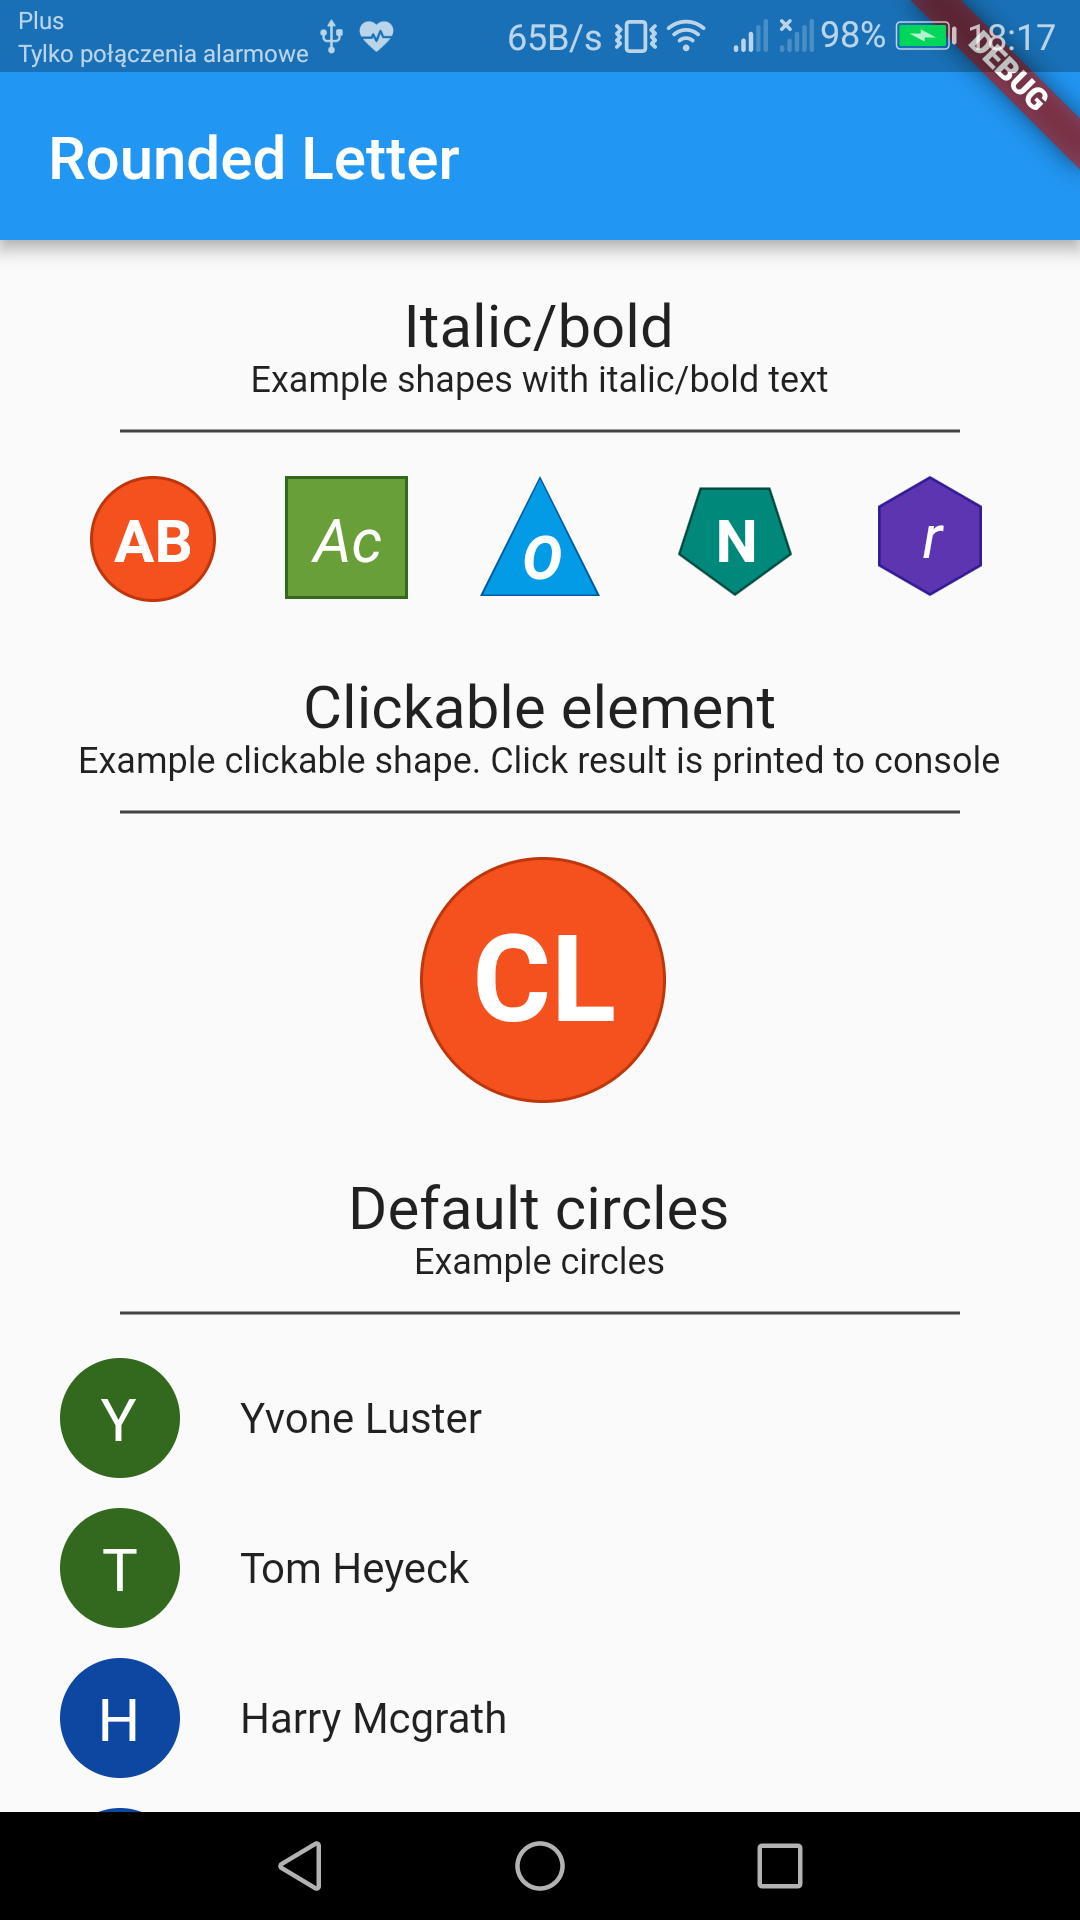 Plus
Tylko połączenia alarmowe
65B/s 98% 18:17
DEBUG
Rounded Letter
Italic/bold
Example shapes with italic/bold text
AB Ac o N r
Clickable element
Example clickable shape. Click result is printed to console
CL
Default circles
Example circles
Y Yvone Luster
T Tom Heyeck
H Harry Mcgrath